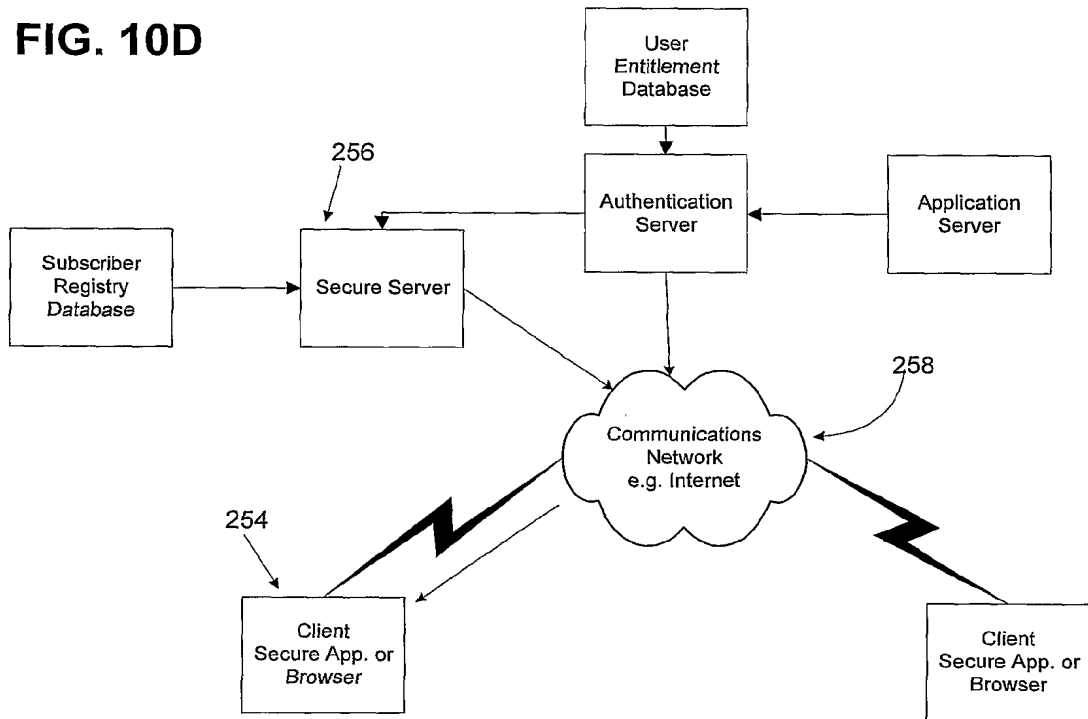 FIG. 10D
User
Entitlement
Database
256
Authentication
Server
Application
Server
Subscriber
Registry
Database
Secure Server
258
Communications
Network
e.g. Internet
254
Client
Secure App. or
Browser
Client
Secure App. or
Browser